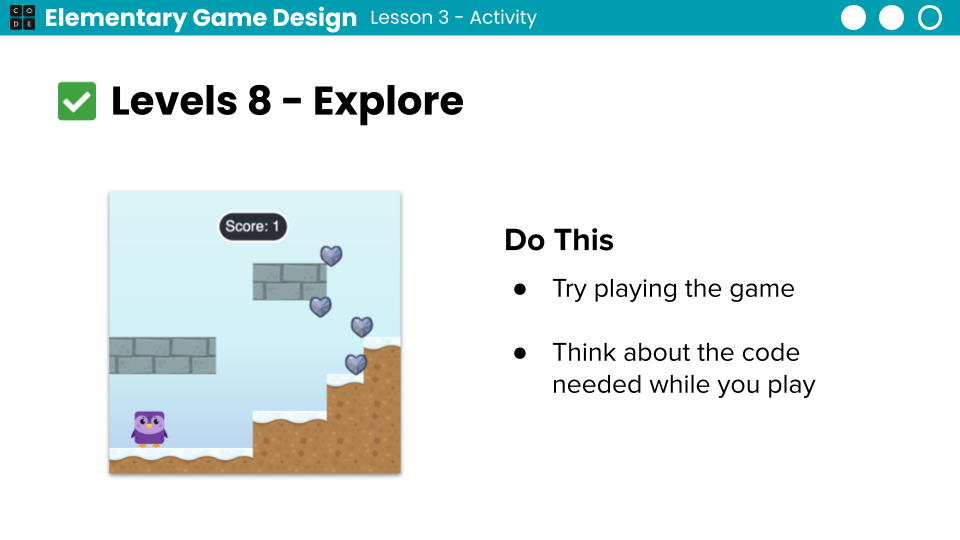 C O D E
Elementary Game Design Lesson 3 - Activity
✅ Levels 8 - Explore
Score: 1
Do This
● Try playing the game
● Think about the code
needed while you play